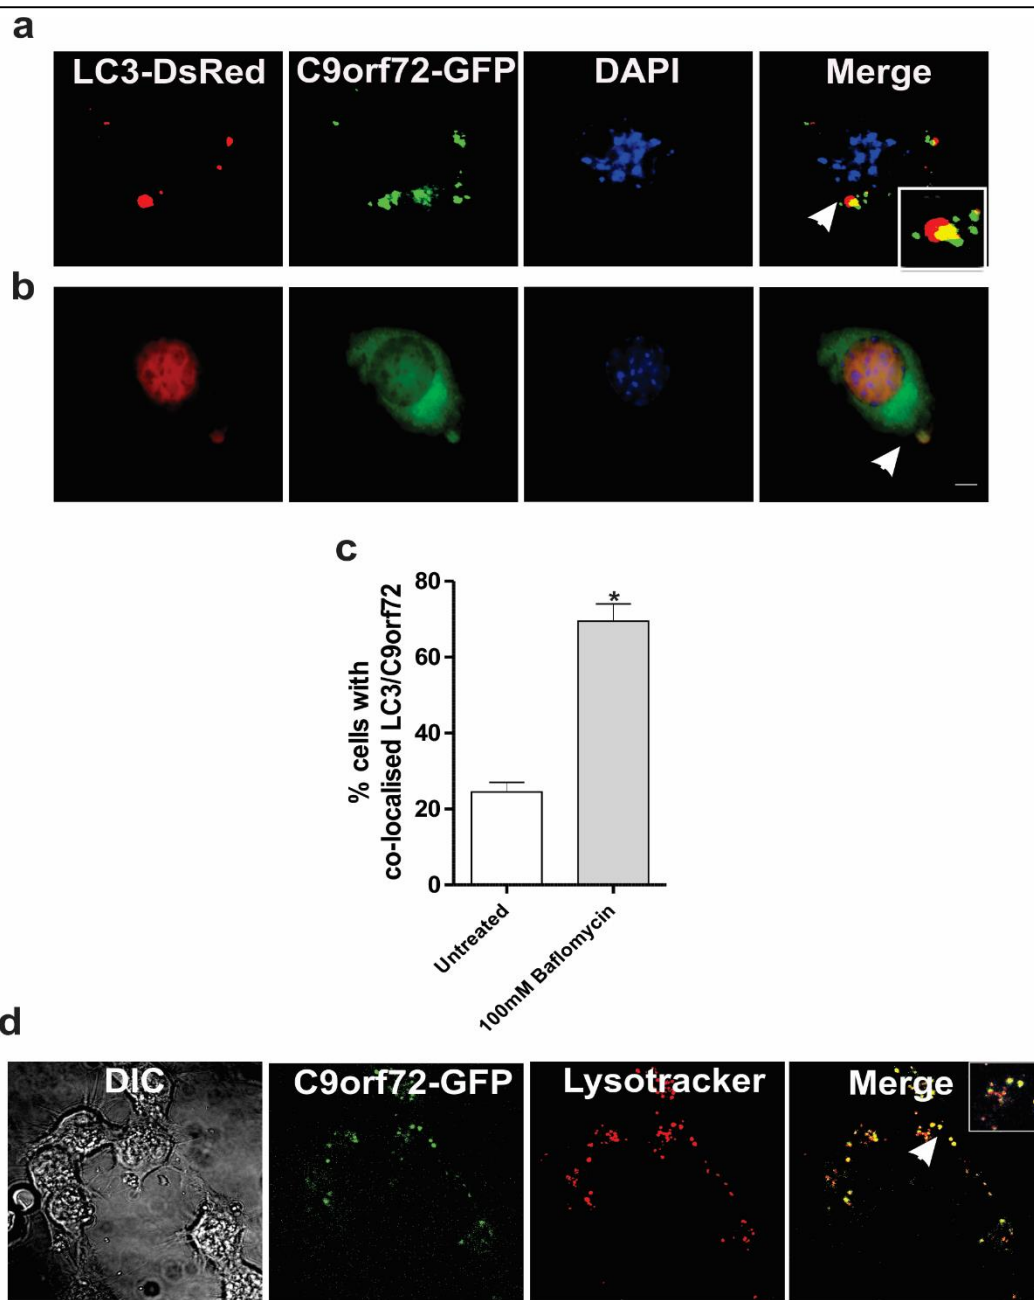 a
LC3-DsRed C9orf72-GFP DAPI Merge
b
c
% cells with
co-localised LC3/C9orf72
80
60
40
20
0
*
Untreated
100mM Baflomycin
d
DIC C9orf72-GFP Lysotracker Merge